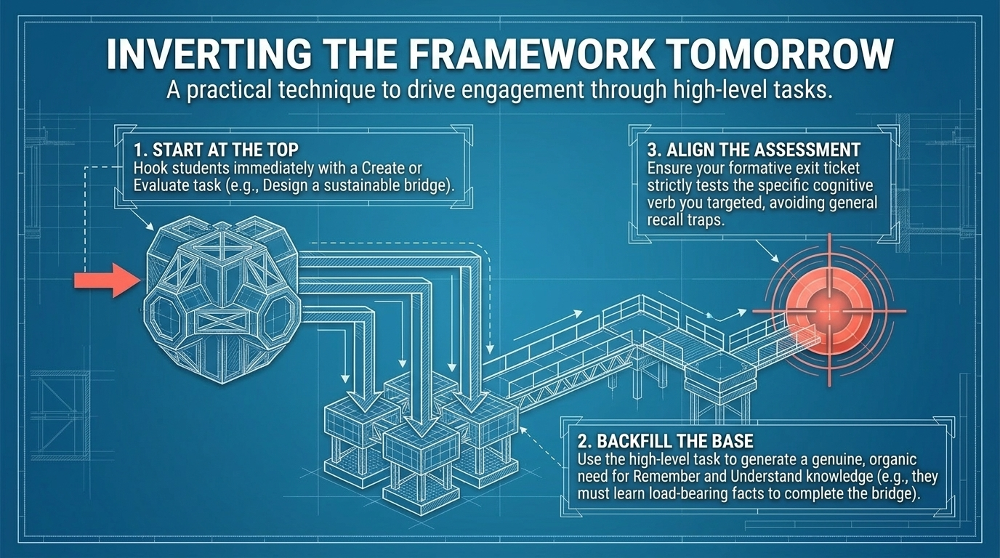 INVERTING THE FRAMEWORK TOMORROW
A practical technique to drive engagement through high-level tasks.
1. START AT THE TOP
Hook students immediately with a Create or
Evaluate task (e.g., Design a sustainable bridge).
3. ALIGN THE ASSESSMENT
Ensure your formative exit ticket
strictly tests the specific cognitive
verb you targeted, avoiding general
recall traps.
2. BACKFILL THE BASE
Use the high-level task to generate a genuine, organic
need for Remember and Understand knowledge (e.g., they
must learn load-bearing facts to complete the bridge).